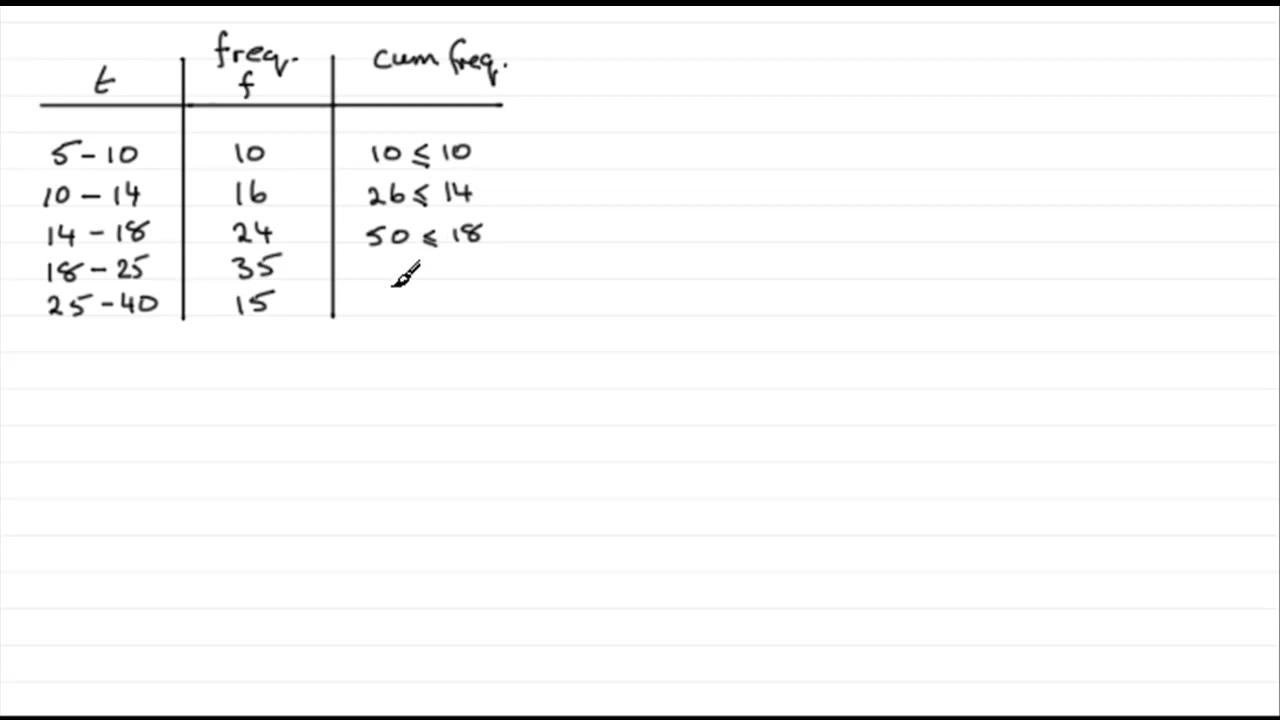 t freq. f cum freq.
5-10 10 10 ≤ 10
10-14 16 26 ≤ 14
14-18 24 50 ≤ 18
18-25 35
25-40 15